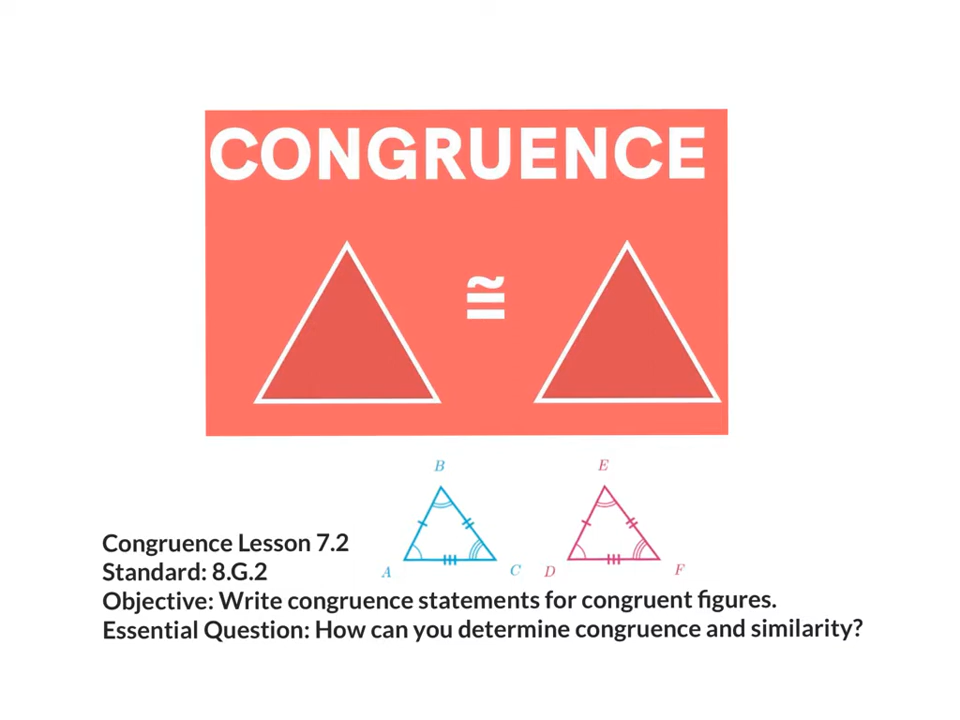 CONGRUENCE
≅
B
E
A
C
D
F
Congruence Lesson 7.2
Standard: 8.G.2
Objective: Write congruence statements for congruent figures.
Essential Question: How can you determine congruence and similarity?